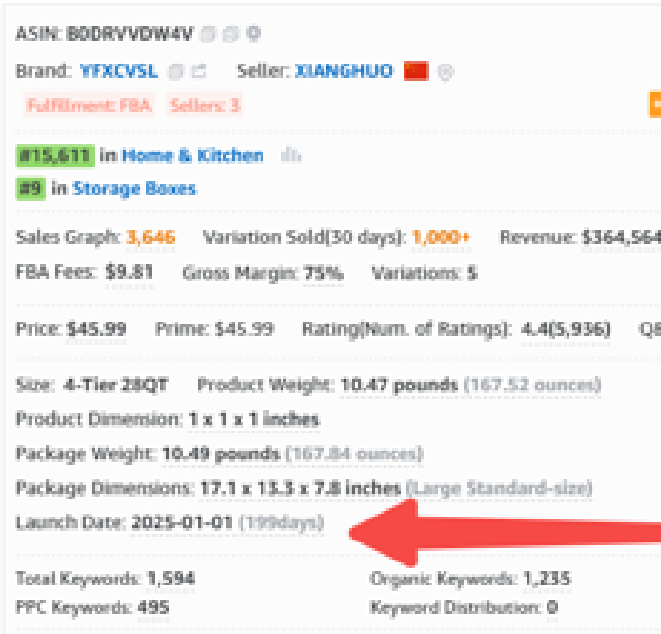 ASIN: B0DRVVDW4V
Brand: YFXCVSL Seller: XIANGHUO
Fulfillment: FBA Sellers: 3
#15,611 in Home & Kitchen
#9 in Storage Boxes
Sales Graph: 3,646 Variation Sold(30 days): 1,000+ Revenue: $364,564
FBA Fees: $9.81 Gross Margin: 75% Variations: 5
Price: $45.99 Prime: $45.99 Rating(Num. of Ratings): 4.4(5,936) Q&
Size: 4-Tier 28QT Product Weight: 10.47 pounds (167.52 ounces)
Product Dimension: 1 x 1 x 1 inches
Package Weight: 10.49 pounds (167.84 ounces)
Package Dimensions: 17.1 x 13.3 x 7.8 inches (Large Standard-size)
Launch Date: 2025-01-01 (199days)
Total Keywords: 1,594 Organic Keywords: 1,235
PPC Keywords: 495 Keyword Distribution: 0